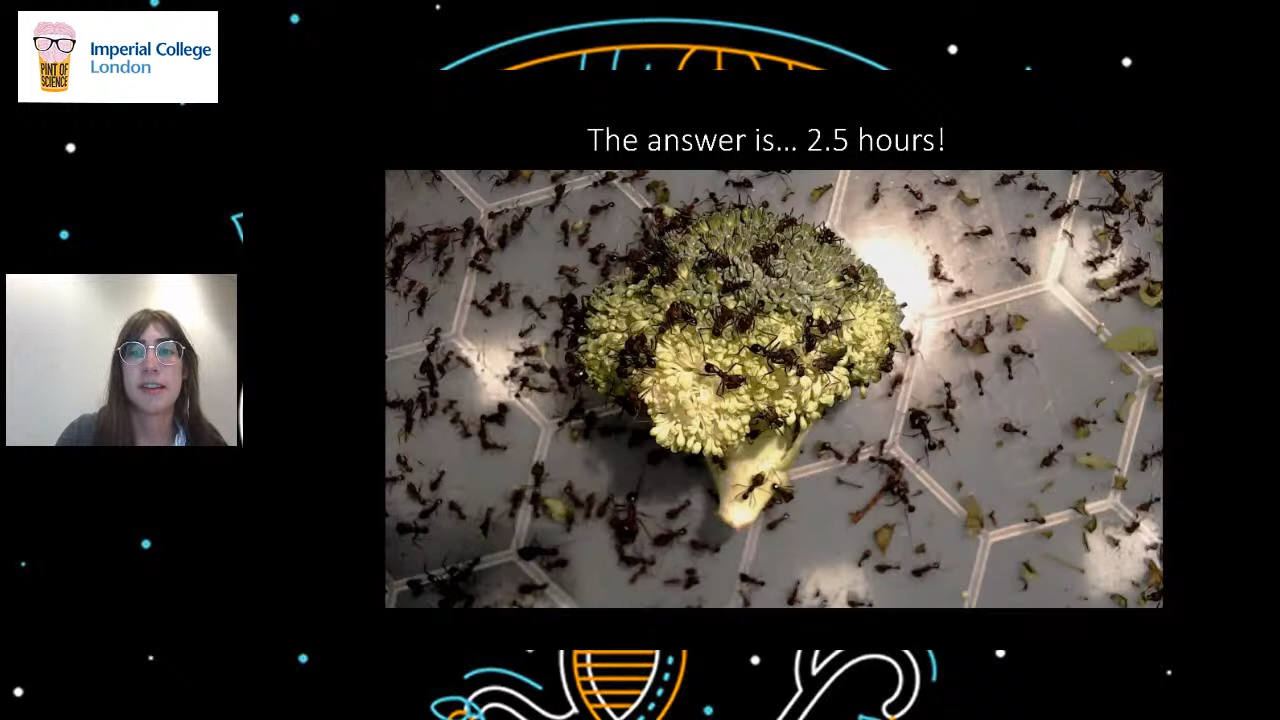 PINT OF
SCIENCE
Imperial College
London
The answer is... 2.5 hours!